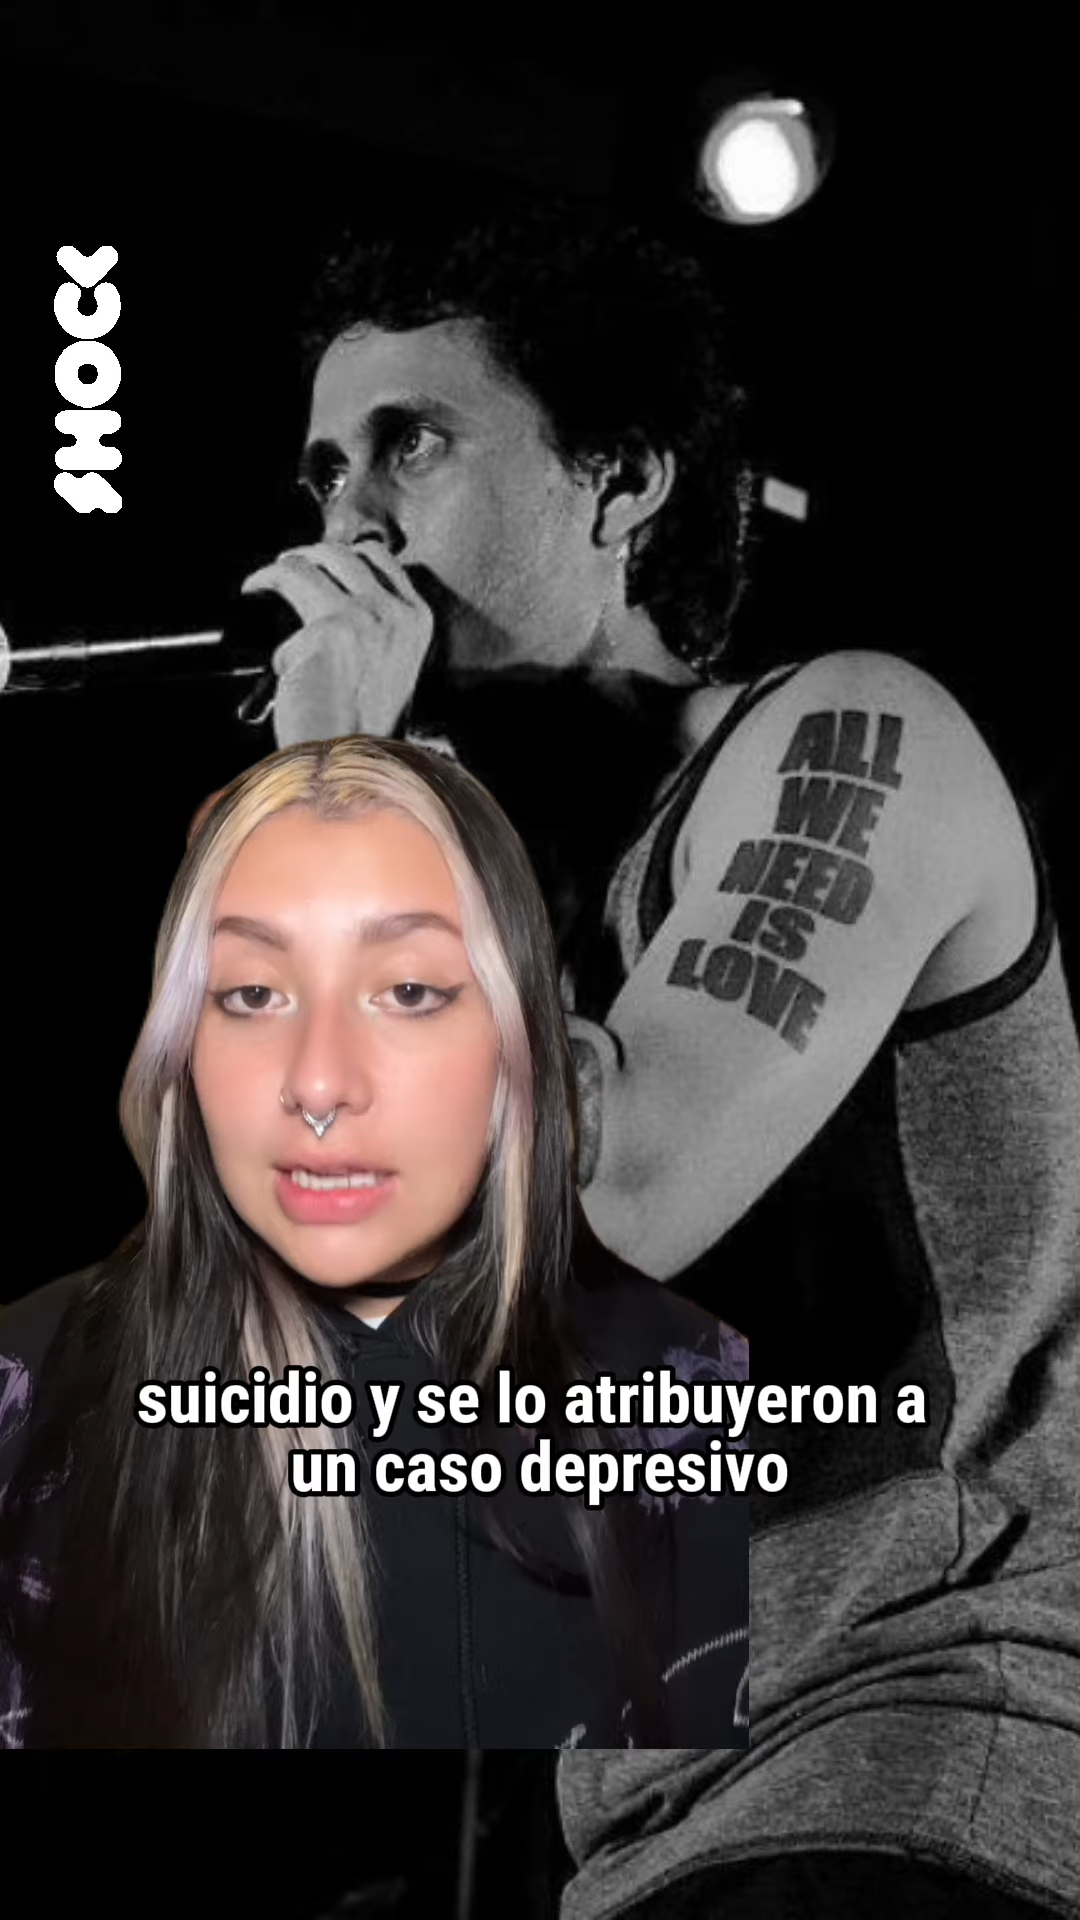 SHOCK
ALL
WE
NEED
IS
LOVE
suicidio y se lo atribuyeron a
un caso depresivo